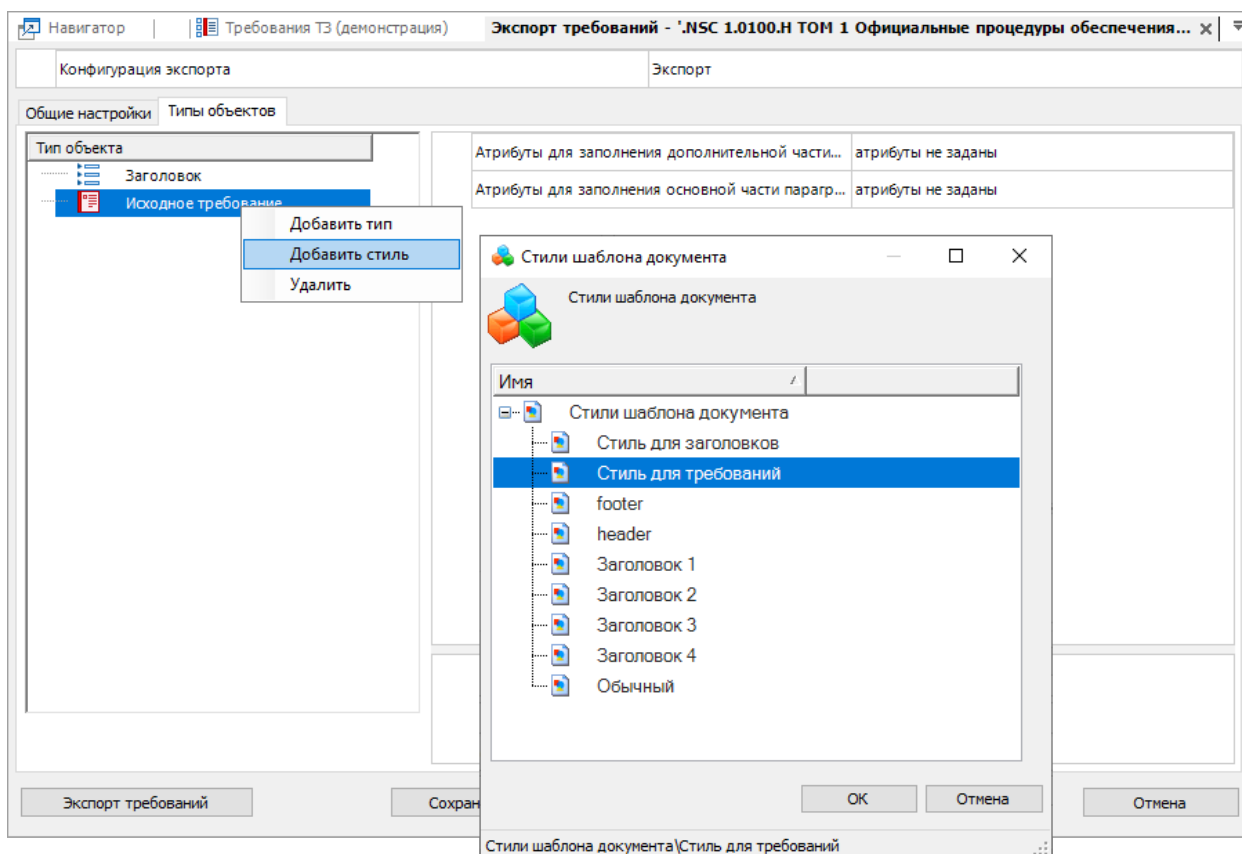 Навигатор
Требования ТЗ (демонстрация)
Экспорт требований - '.NSC 1.0100.Н ТОМ 1 Официальные процедуры обеспечения...
Конфигурация экспорта
Экспорт
Общие настройки
Типы объектов
Тип объекта
Заголовок
Исходное требование
Добавить тип
Добавить стиль
Удалить
Атрибуты для заполнения дополнительной части...
атрибуты не заданы
Атрибуты для заполнения основной части парагр...
атрибуты не заданы
Стили шаблона документа
Стили шаблона документа
Имя
Стили шаблона документа
Стиль для заголовков
Стиль для требований
footer
header
Заголовок 1
Заголовок 2
Заголовок 3
Заголовок 4
Обычный
OK
Отмена
Стили шаблона документа\Стиль для требований
Экспорт требований
Сохран
Отмена